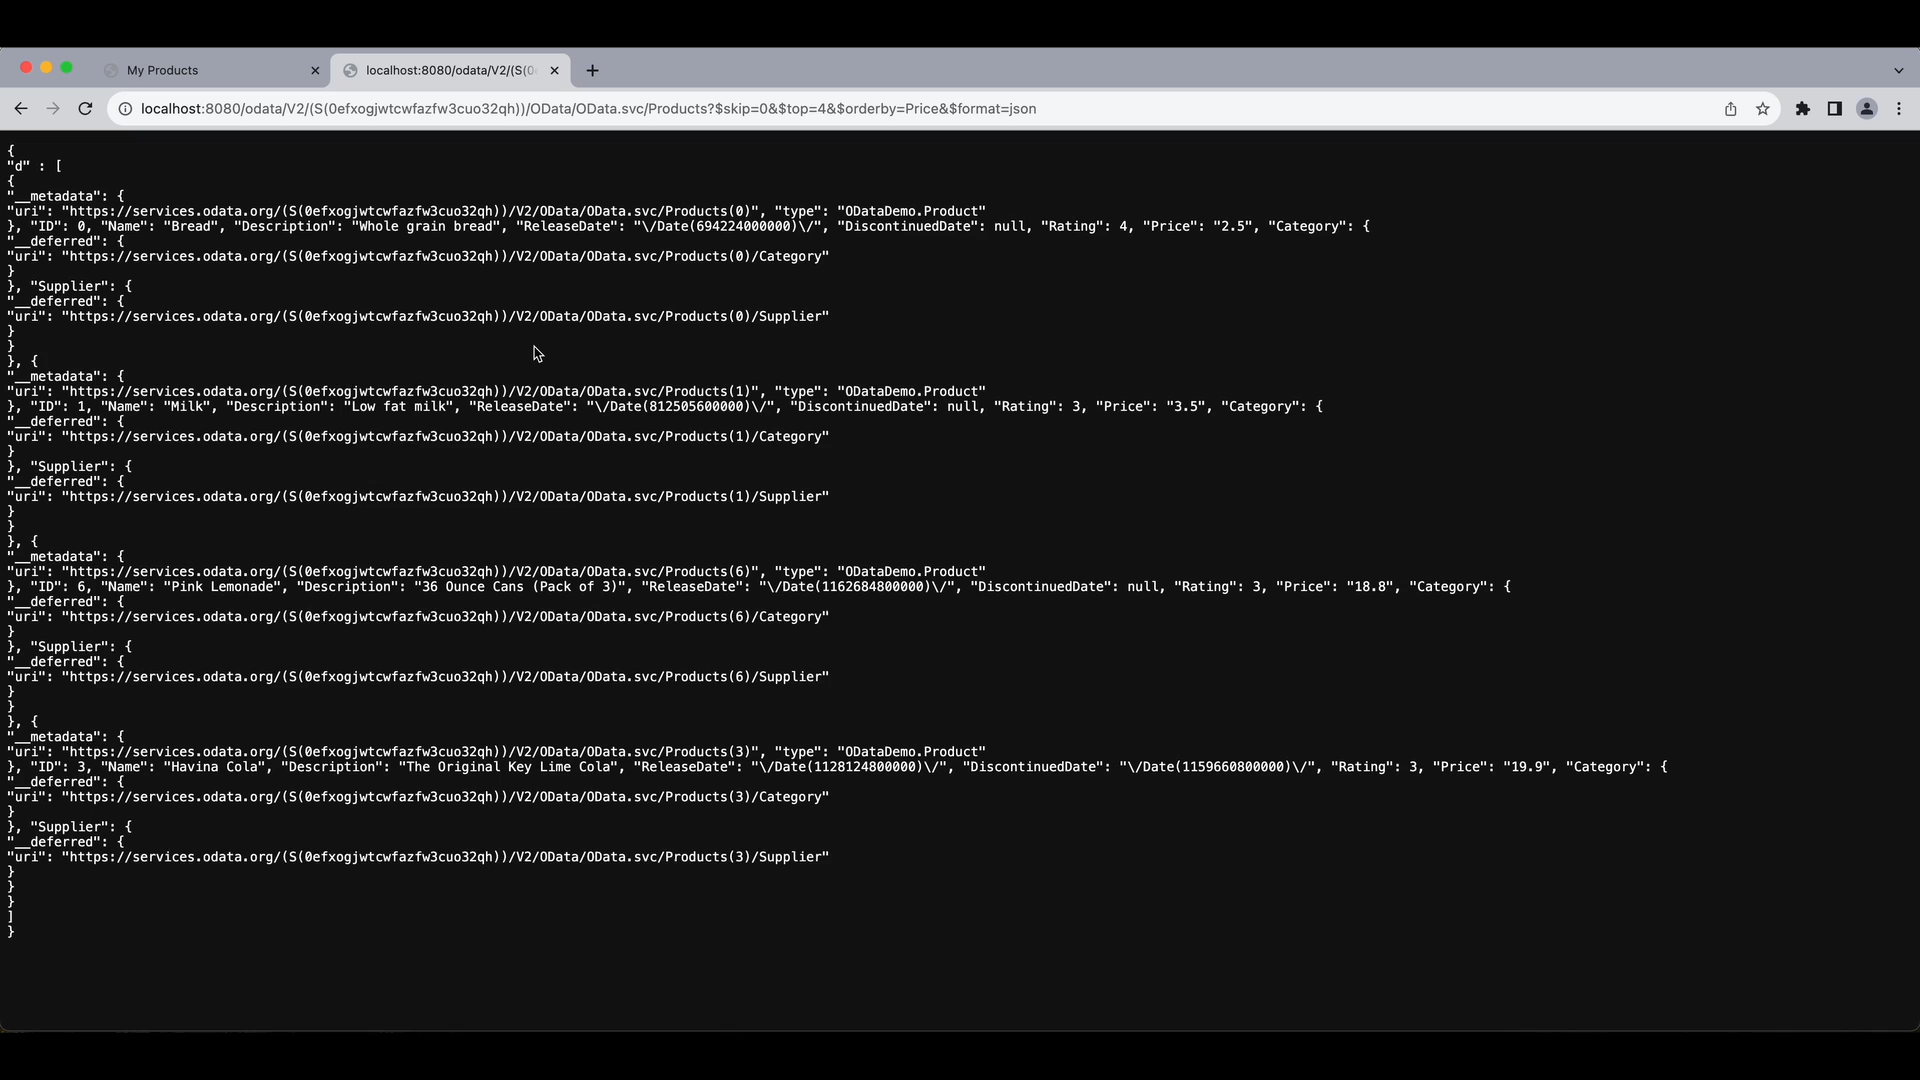 My Products
localhost:8080/odata/V2/(S(0
localhost:8080/odata/V2/(S(0efxogjwtcwfazfw3cuo32qh))/OData/OData.svc/Products?$skip=0&$top=4&$orderby=Price&$format=json
{
"d" : [
{
"__metadata": {
"uri": "https://services.odata.org/(S(0efxogjwtcwfazfw3cuo32qh))/V2/OData/OData.svc/Products(0)", "type": "ODataDemo.Product"
}, "ID": 0, "Name": "Bread", "Description": "Whole grain bread", "ReleaseDate": "\/Date(694224000000)\/", "DiscontinuedDate": null, "Rating": 4, "Price": "2.5", "Category": {
"__deferred": {
"uri": "https://services.odata.org/(S(0efxogjwtcwfazfw3cuo32qh))/V2/OData/OData.svc/Products(0)/Category"
}
}, "Supplier": {
"__deferred": {
"uri": "https://services.odata.org/(S(0efxogjwtcwfazfw3cuo32qh))/V2/OData/OData.svc/Products(0)/Supplier"
}
}
}, {
"__metadata": {
"uri": "https://services.odata.org/(S(0efxogjwtcwfazfw3cuo32qh))/V2/OData/OData.svc/Products(1)", "type": "ODataDemo.Product"
}, "ID": 1, "Name": "Milk", "Description": "Low fat milk", "ReleaseDate": "\/Date(812505600000)\/", "DiscontinuedDate": null, "Rating": 3, "Price": "3.5", "Category": {
"__deferred": {
"uri": "https://services.odata.org/(S(0efxogjwtcwfazfw3cuo32qh))/V2/OData/OData.svc/Products(1)/Category"
}
}, "Supplier": {
"__deferred": {
"uri": "https://services.odata.org/(S(0efxogjwtcwfazfw3cuo32qh))/V2/OData/OData.svc/Products(1)/Supplier"
}
}
}, {
"__metadata": {
"uri": "https://services.odata.org/(S(0efxogjwtcwfazfw3cuo32qh))/V2/OData/OData.svc/Products(6)", "type": "ODataDemo.Product"
}, "ID": 6, "Name": "Pink Lemonade", "Description": "36 Ounce Cans (Pack of 3)", "ReleaseDate": "\/Date(1162684800000)\/", "DiscontinuedDate": null, "Rating": 3, "Price": "18.8", "Category": {
"__deferred": {
"uri": "https://services.odata.org/(S(0efxogjwtcwfazfw3cuo32qh))/V2/OData/OData.svc/Products(6)/Category"
}
}, "Supplier": {
"__deferred": {
"uri": "https://services.odata.org/(S(0efxogjwtcwfazfw3cuo32qh))/V2/OData/OData.svc/Products(6)/Supplier"
}
}
}, {
"__metadata": {
"uri": "https://services.odata.org/(S(0efxogjwtcwfazfw3cuo32qh))/V2/OData/OData.svc/Products(3)", "type": "ODataDemo.Product"
}, "ID": 3, "Name": "Havina Cola", "Description": "The Original Key Lime Cola", "ReleaseDate": "\/Date(1128124800000)\/", "DiscontinuedDate": "\/Date(1159660800000)\/", "Rating": 3, "Price": "19.9", "Category": {
"__deferred": {
"uri": "https://services.odata.org/(S(0efxogjwtcwfazfw3cuo32qh))/V2/OData/OData.svc/Products(3)/Category"
}
}, "Supplier": {
"__deferred": {
"uri": "https://services.odata.org/(S(0efxogjwtcwfazfw3cuo32qh))/V2/OData/OData.svc/Products(3)/Supplier"
}
}
}
]
}